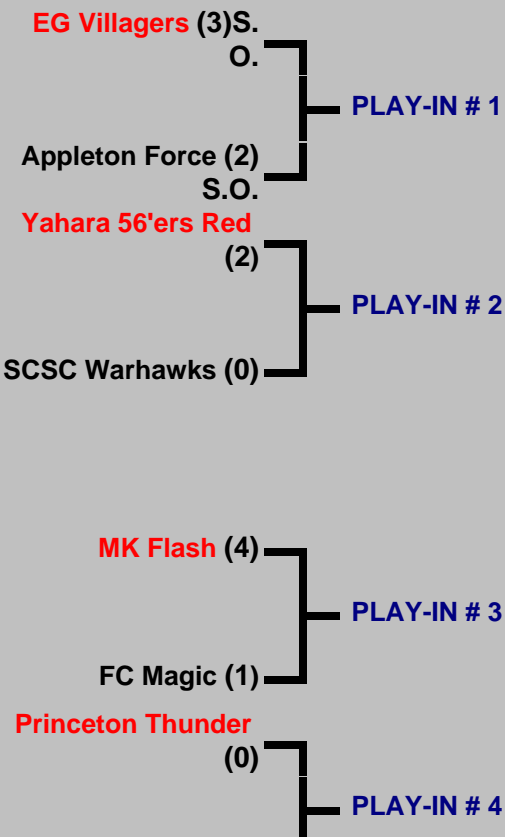 EG Villagers (3)S.
O.
PLAY-IN # 1
Appleton Force (2)
S.O.
Yahara 56'ers Red
(2)
PLAY-IN # 2
SCSC Warhawks (0)
MK Flash (4)
PLAY-IN # 3
FC Magic (1)
Princeton Thunder
(0)
PLAY-IN # 4